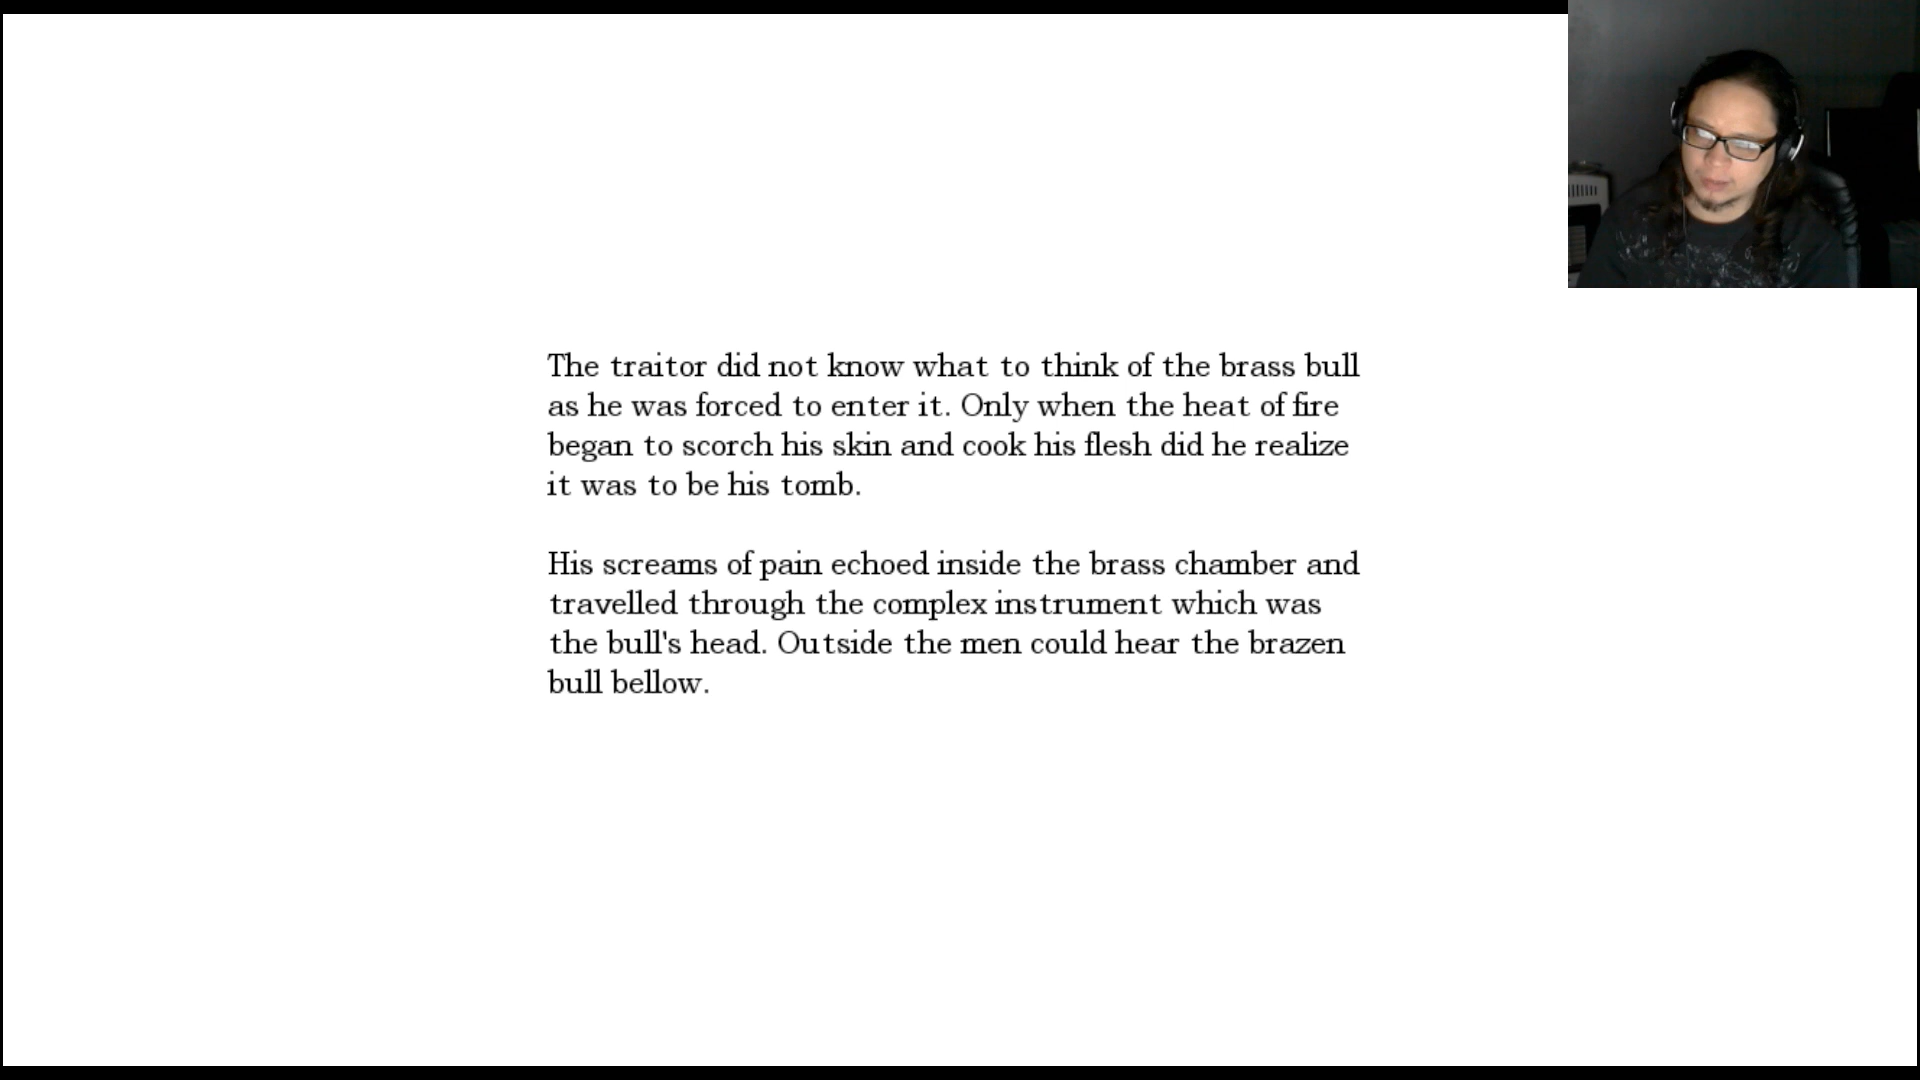 The traitor did not know what to think of the brass bull
as he was forced to enter it. Only when the heat of fire
began to scorch his skin and cook his flesh did he realize
it was to be his tomb.
His screams of pain echoed inside the brass chamber and
travelled through the complex instrument which was
the bull's head. Outside the men could hear the brazen
bull bellow.